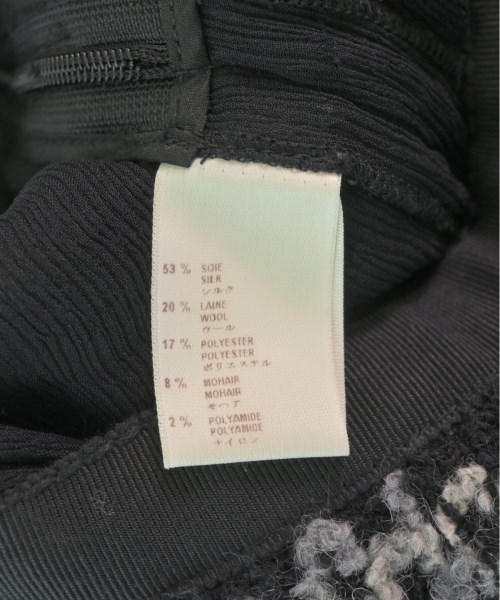 53 % SOIE
SILK
シルク
20 % LAINE
WOOL
ウール
17 % POLYESTER
POLYESTER
ポリエステル
8 % MOHAIR
MOHAIR
モヘア
2 % POLYAMIDE
POLYAMIDE
ナイロン